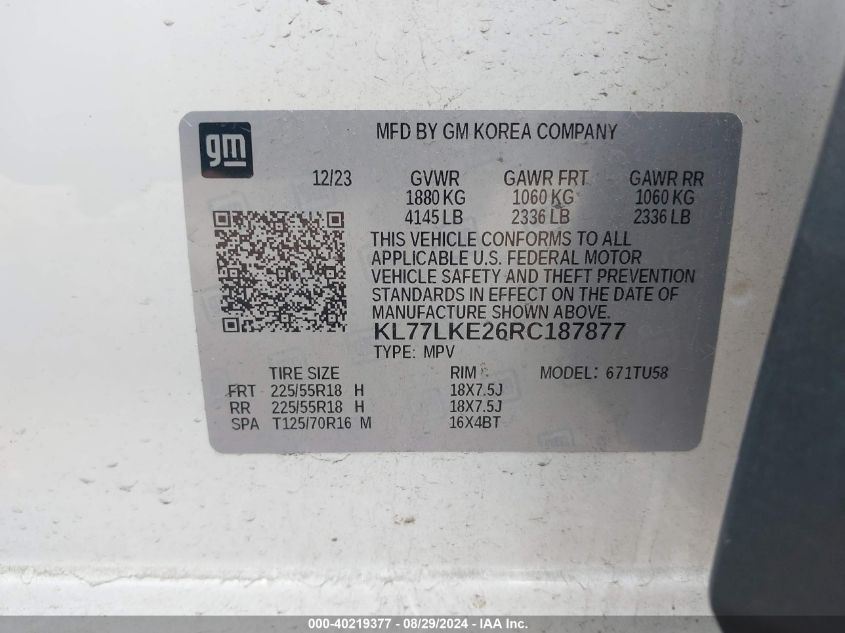 gm
MFD BY GM KOREA COMPANY
12/23 GVWR GAWR FRT GAWR RR
1880 KG 1060 KG 1060 KG
4145 LB 2336 LB 2336 LB
THIS VEHICLE CONFORMS TO ALL
APPLICABLE U.S. FEDERAL MOTOR
VEHICLE SAFETY AND THEFT PREVENTION
STANDARDS IN EFFECT ON THE DATE OF
MANUFACTURE SHOWN ABOVE.
KL77LKE26RC187877
TYPE: MPV
TIRE SIZE RIM MODEL: 671TU58
FRT 225/55R18 H 18X7.5J
RR 225/55R18 H 18X7.5J
SPA T125/70R16 M 16X4BT
000-40219377 - 08/29/2024 - IAAI.COM